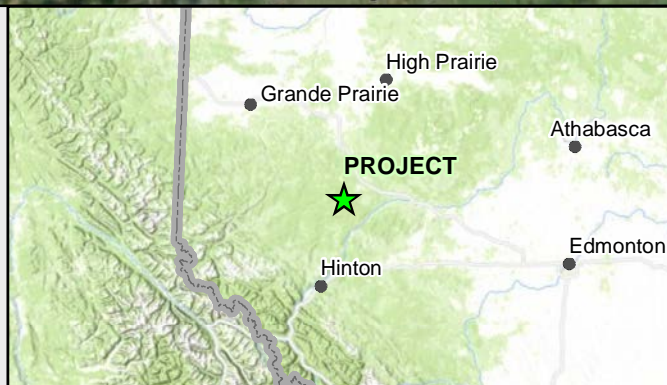 High Prairie
Grande Prairie
Athabasca
PROJECT
Edmonton
Hinton